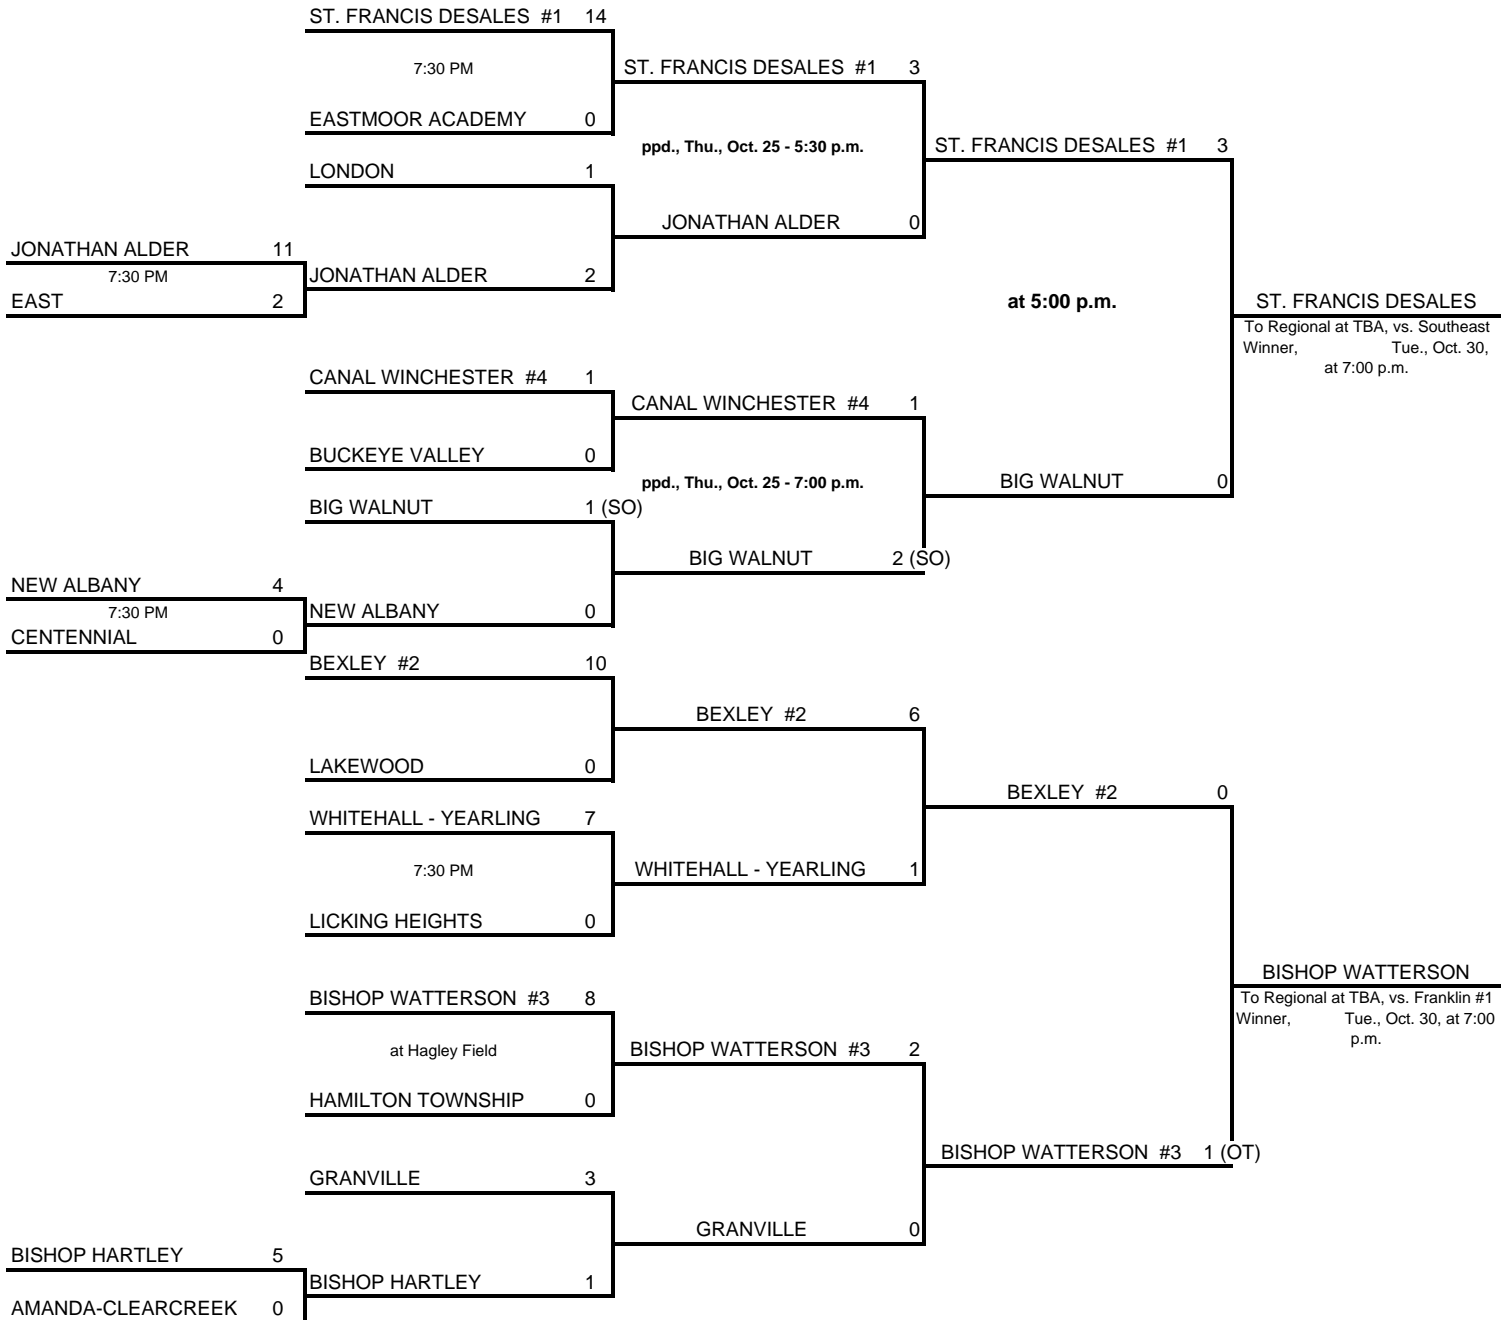 ST. FRANCIS DESALES #1 14
7:30 PM
EASTMOOR ACADEMY 0
ST. FRANCIS DESALES #1 3
ppd., Thu., Oct. 25 - 5:30 p.m.
LONDON 1
JONATHAN ALDER 11
7:30 PM
EAST 2
JONATHAN ALDER 2
JONATHAN ALDER 0
ST. FRANCIS DESALES #1 3
at 5:00 p.m.
ST. FRANCIS DESALES
To Regional at TBA, vs. Southeast
Winner, Tue., Oct. 30,
at 7:00 p.m.
CANAL WINCHESTER #4 1
BUCKEYE VALLEY 0
CANAL WINCHESTER #4 1
ppd., Thu., Oct. 25 - 7:00 p.m.
BIG WALNUT 1 (SO)
NEW ALBANY 4
7:30 PM
CENTENNIAL 0
NEW ALBANY 0
BIG WALNUT 2 (SO)
BIG WALNUT 0
BEXLEY #2 10
LAKEWOOD 0
BEXLEY #2 6
WHITEHALL - YEARLING 7
7:30 PM
LICKING HEIGHTS 0
WHITEHALL - YEARLING 1
BEXLEY #2 0
BISHOP WATTERSON
To Regional at TBA, vs. Franklin #1
Winner, Tue., Oct. 30, at 7:00
p.m.
BISHOP WATTERSON #3 8
at Hagley Field
HAMILTON TOWNSHIP 0
BISHOP WATTERSON #3 2
BISHOP WATTERSON #3 1 (OT)
GRANVILLE 3
GRANVILLE 0
BISHOP HARTLEY 5
BISHOP HARTLEY 1
AMANDA-CLEARCREEK 0